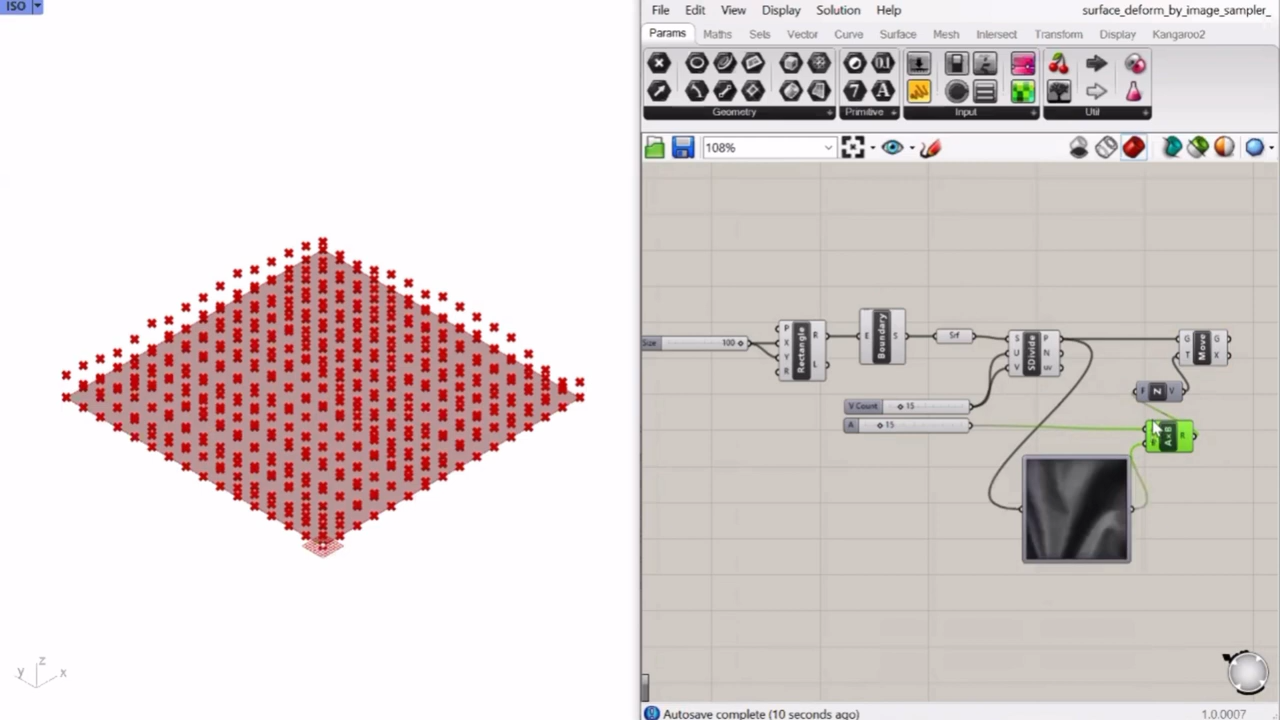 ISO
File Edit View Display Solution Help surface_deform_by_image_sampler_
Params Maths Sets Vector Curve Surface Mesh Intersect Transform Display Kangaroo2
Geometry Primitive Input Util
108%
Size 100
P X Y R Rectangle R L
E Boundary S
Srf
S U V SDivide P N uv
G T Move G X
V Count 15
F Z V
A 15
A×B R
y z x
Autosave complete (10 seconds ago) 1.0.0007